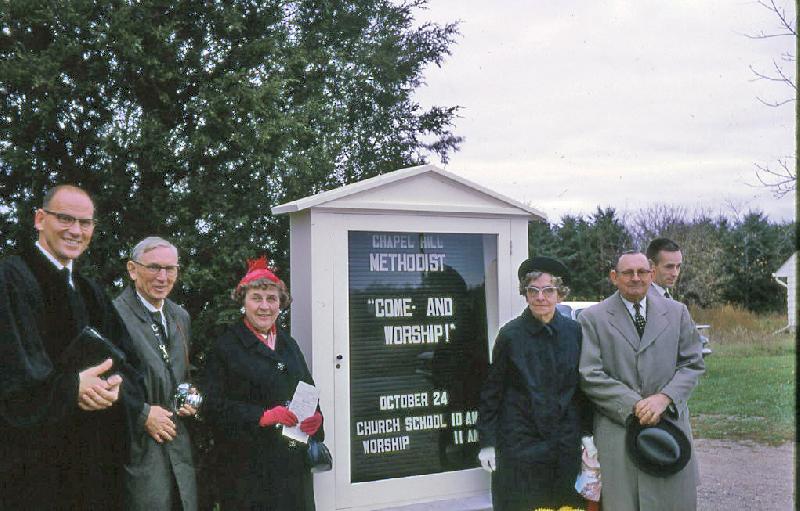 CHAPEL HILL
METHODIST
"COME- AND
WORSHIP!"
OCTOBER 24
CHURCH SCHOOL 10 AM
WORSHIP 11 AM